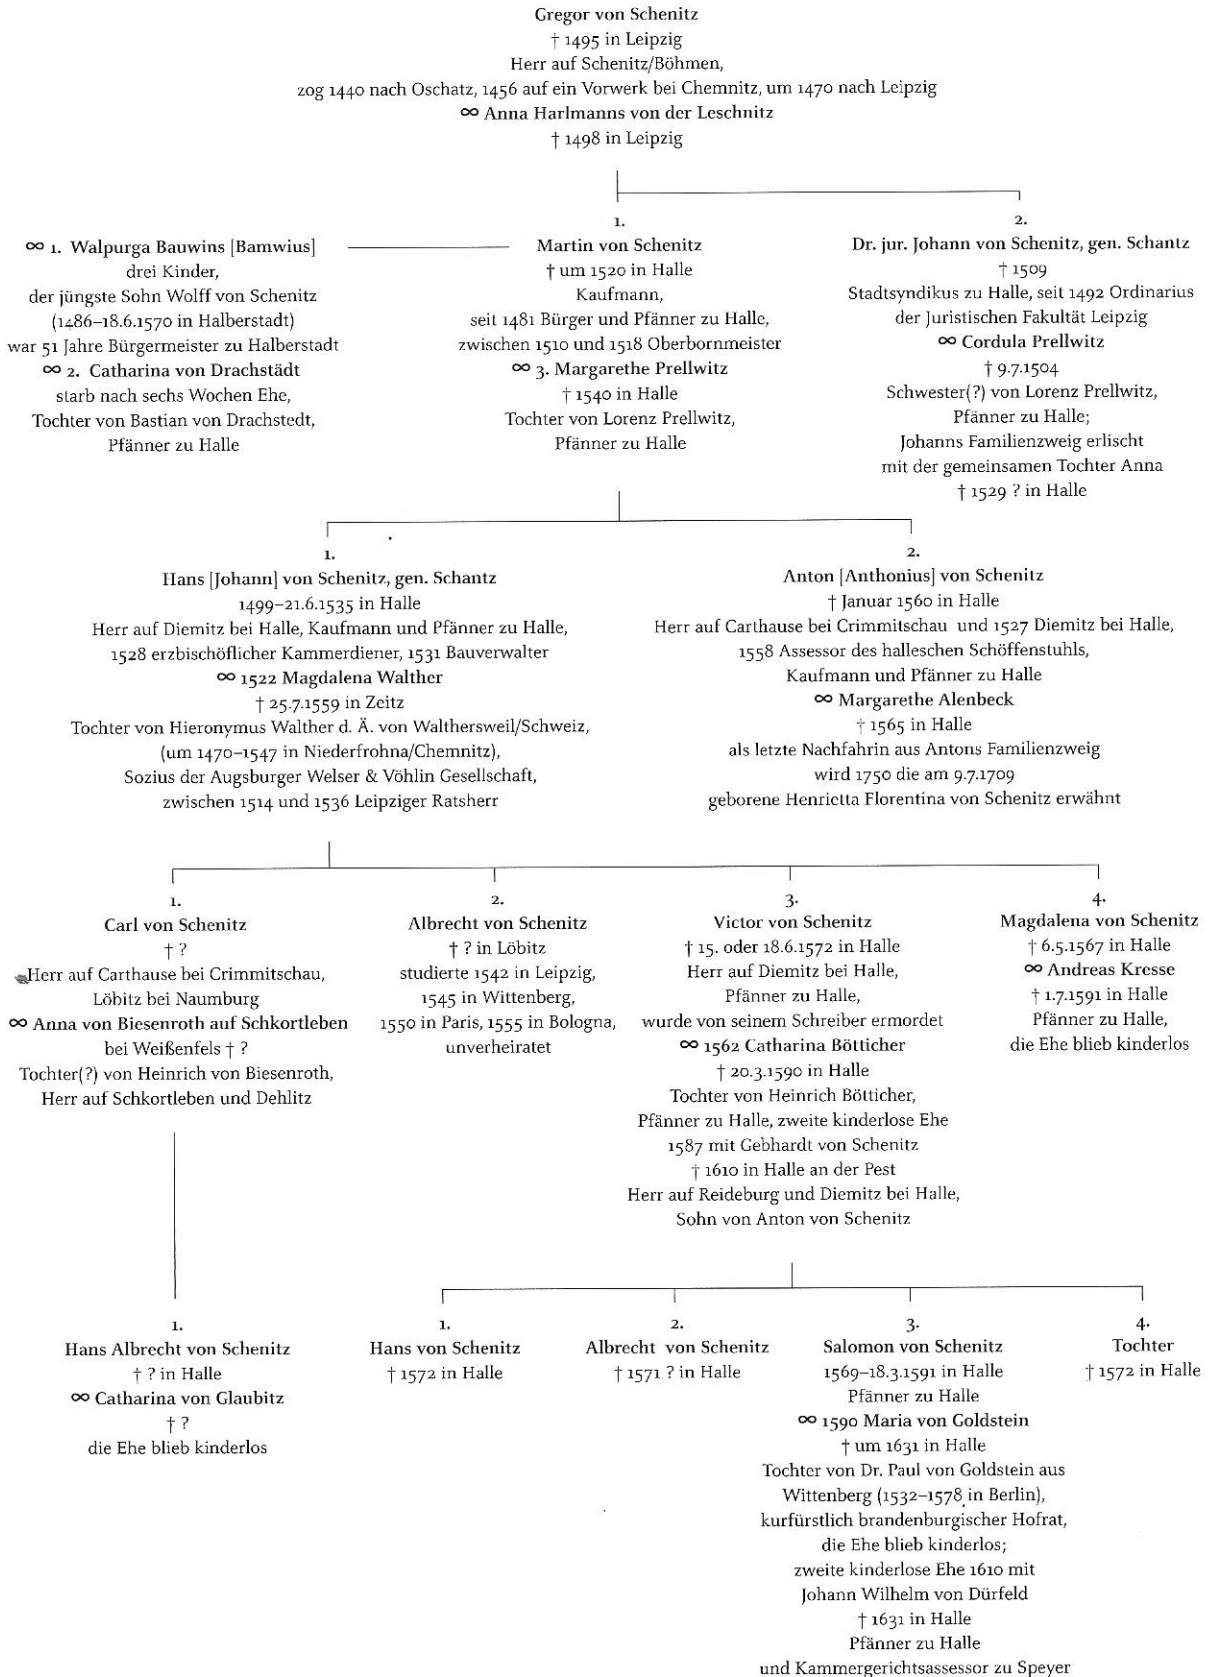 Gregor von Schenitz
† 1495 in Leipzig
Herr auf Schenitz/Böhmen,
zog 1440 nach Oschatz, 1456 auf ein Vorwerk bei Chemnitz, um 1470 nach Leipzig
∞ Anna Harlmanns von der Leschnitz
† 1498 in Leipzig
∞ 1. Walpurga Bauwins [Bamwius]
drei Kinder,
der jüngste Sohn Wolff von Schenitz
(1486–18.6.1570 in Halberstadt)
war 51 Jahre Bürgermeister zu Halberstadt
∞ 2. Catharina von Drachstädt
starb nach sechs Wochen Ehe,
Tochter von Bastian von Drachstedt,
Pfänner zu Halle
1.
Martin von Schenitz
† um 1520 in Halle
Kaufmann,
seit 1481 Bürger und Pfänner zu Halle,
zwischen 1510 und 1518 Oberbornmeister
∞ 3. Margarethe Prellwitz
† 1540 in Halle
Tochter von Lorenz Prellwitz,
Pfänner zu Halle
2.
Dr. jur. Johann von Schenitz, gen. Schantz
† 1509
Stadtsyndikus zu Halle, seit 1492 Ordinarius
der Juristischen Fakultät Leipzig
∞ Cordula Prellwitz
† 9.7.1504
Schwester(?) von Lorenz Prellwitz,
Pfänner zu Halle;
Johanns Familienzweig erlischt
mit der gemeinsamen Tochter Anna
† 1529 ? in Halle
1.
Hans [Johann] von Schenitz, gen. Schantz
1499–21.6.1535 in Halle
Herr auf Diemitz bei Halle, Kaufmann und Pfänner zu Halle,
1528 erzbischöflicher Kammerdiener, 1531 Bauverwalter
∞ 1522 Magdalena Walther
† 25.7.1559 in Zeitz
Tochter von Hieronymus Walther d. Ä. von Walthersweil/Schweiz,
(um 1470–1547 in Niederfrohna/Chemnitz),
Sozius der Augsburger Welser & Vöhlin Gesellschaft,
zwischen 1514 und 1536 Leipziger Ratsherr
2.
Anton [Anthonius] von Schenitz
† Januar 1560 in Halle
Herr auf Carthause bei Crimmitschau und 1527 Diemitz bei Halle,
1558 Assessor des halleschen Schöffenstuhls,
Kaufmann und Pfänner zu Halle
∞ Margarethe Alenbeck
† 1565 in Halle
als letzte Nachfahrin aus Antons Familienzweig
wird 1750 die am 9.7.1709
geborene Henrietta Florentina von Schenitz erwähnt
1.
Carl von Schenitz
† ?
Herr auf Carthause bei Crimmitschau,
Löbitz bei Naumburg
∞ Anna von Biesenroth auf Schkortleben
bei Weißenfels † ?
Tochter(?) von Heinrich von Biesenroth,
Herr auf Schkortleben und Dehlitz
2.
Albrecht von Schenitz
† ? in Löbitz
studierte 1542 in Leipzig,
1545 in Wittenberg,
1550 in Paris, 1555 in Bologna,
unverheiratet
3.
Victor von Schenitz
† 15. oder 18.6.1572 in Halle
Herr auf Diemitz bei Halle,
Pfänner zu Halle,
wurde von seinem Schreiber ermordet
∞ 1562 Catharina Bötticher
† 20.3.1590 in Halle
Tochter von Heinrich Bötticher,
Pfänner zu Halle, zweite kinderlose Ehe
1587 mit Gebhardt von Schenitz
† 1610 in Halle an der Pest
Herr auf Reideburg und Diemitz bei Halle,
Sohn von Anton von Schenitz
4.
Magdalena von Schenitz
† 6.5.1567 in Halle
∞ Andreas Kresse
† 1.7.1591 in Halle
Pfänner zu Halle,
die Ehe blieb kinderlos
1.
Hans Albrecht von Schenitz
† ? in Halle
∞ Catharina von Glaubitz
† ?
die Ehe blieb kinderlos
1.
Hans von Schenitz
† 1572 in Halle
2.
Albrecht von Schenitz
† 1571 ? in Halle
3.
Salomon von Schenitz
1569–18.3.1591 in Halle
Pfänner zu Halle
∞ 1590 Maria von Goldstein
† um 1631 in Halle
Tochter von Dr. Paul von Goldstein aus
Wittenberg (1532–1578 in Berlin),
kurfürstlich brandenburgischer Hofrat,
die Ehe blieb kinderlos;
zweite kinderlose Ehe 1610 mit
Johann Wilhelm von Dürfeld
† 1631 in Halle
Pfänner zu Halle
und Kammergerichtsassessor zu Speyer
4.
Tochter
† 1572 in Halle